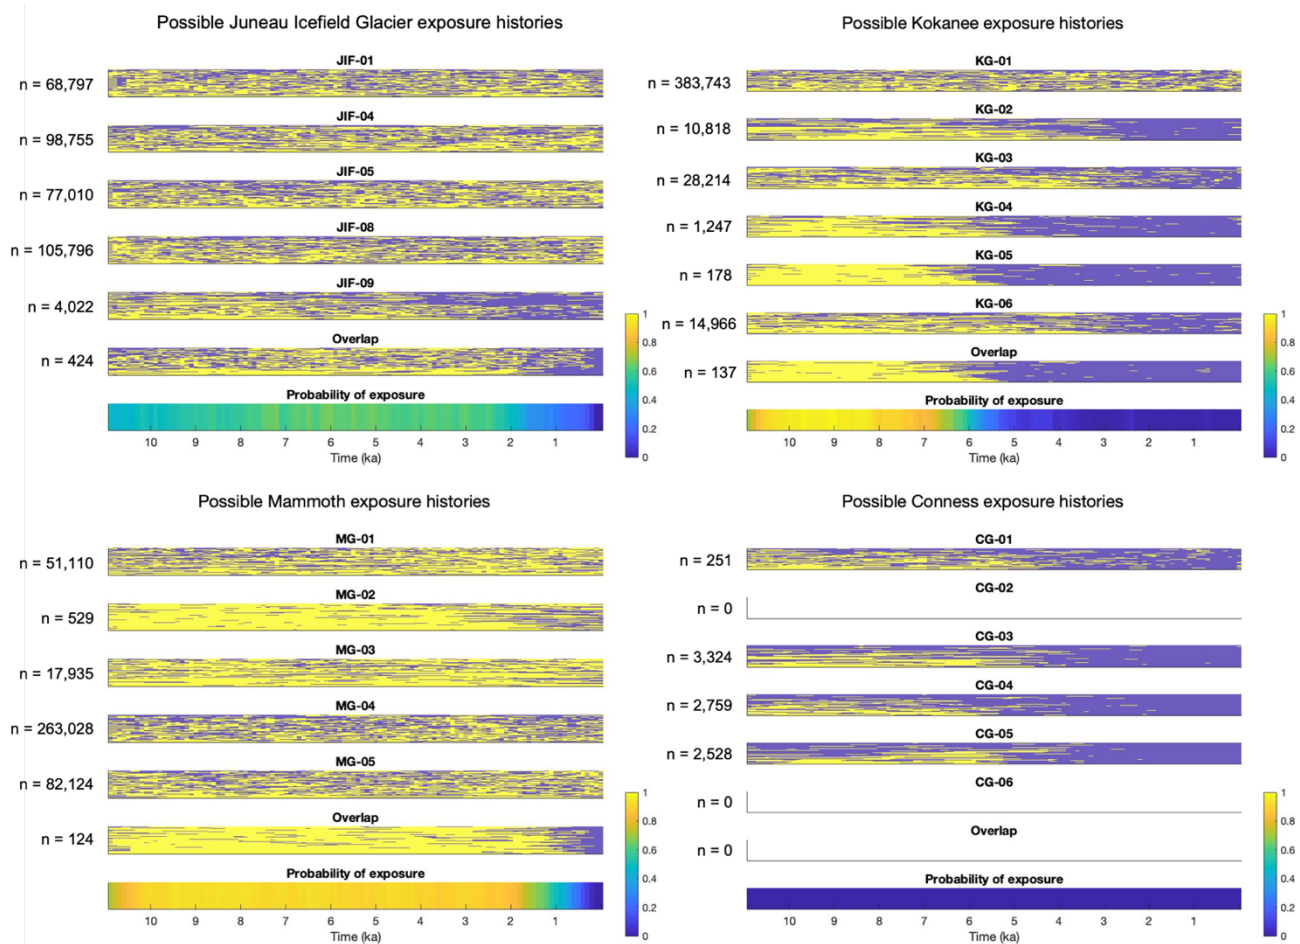 Possible Juneau Icefield Glacier exposure histories
JIF-01
n = 68,797
JIF-04
n = 98,755
JIF-05
n = 77,010
JIF-08
n = 105,796
JIF-09
n = 4,022
Overlap
n = 424
Probability of exposure
10 9 8 7 6 5 4 3 2 1
Time (ka)
1
0.8
0.6
0.4
0.2
0
Possible Kokanee exposure histories
KG-01
n = 383,743
KG-02
n = 10,818
KG-03
n = 28,214
KG-04
n = 1,247
KG-05
n = 178
KG-06
n = 14,966
Overlap
n = 137
Probability of exposure
10 9 8 7 6 5 4 3 2 1
Time (ka)
1
0.8
0.6
0.4
0.2
0
Possible Mammoth exposure histories
MG-01
n = 51,110
MG-02
n = 529
MG-03
n = 17,935
MG-04
n = 263,028
MG-05
n = 82,124
Overlap
n = 124
Probability of exposure
10 9 8 7 6 5 4 3 2 1
Time (ka)
1
0.8
0.6
0.4
0.2
0
Possible Conness exposure histories
CG-01
n = 251
CG-02
n = 0
CG-03
n = 3,324
CG-04
n = 2,759
CG-05
n = 2,528
CG-06
n = 0
Overlap
n = 0
Probability of exposure
10 9 8 7 6 5 4 3 2 1
Time (ka)
1
0.8
0.6
0.4
0.2
0